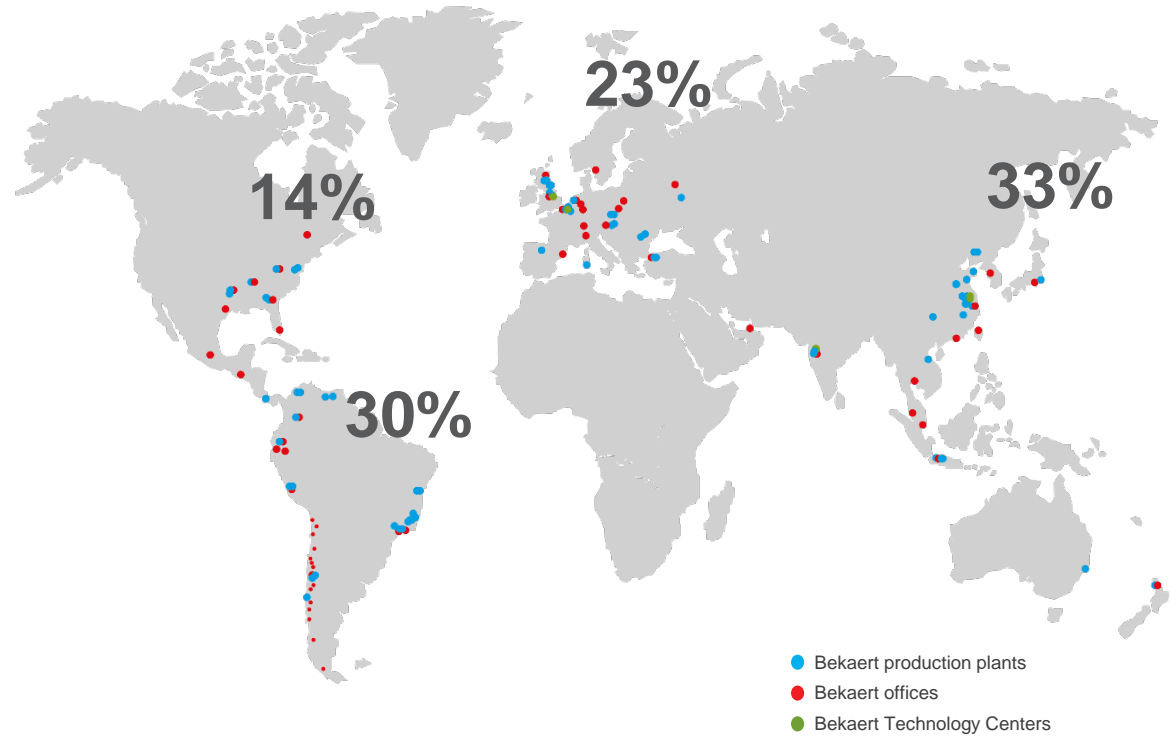 23%
14%
33%
30%
Bekaert production plants
Bekaert offices
Bekaert Technology Centers